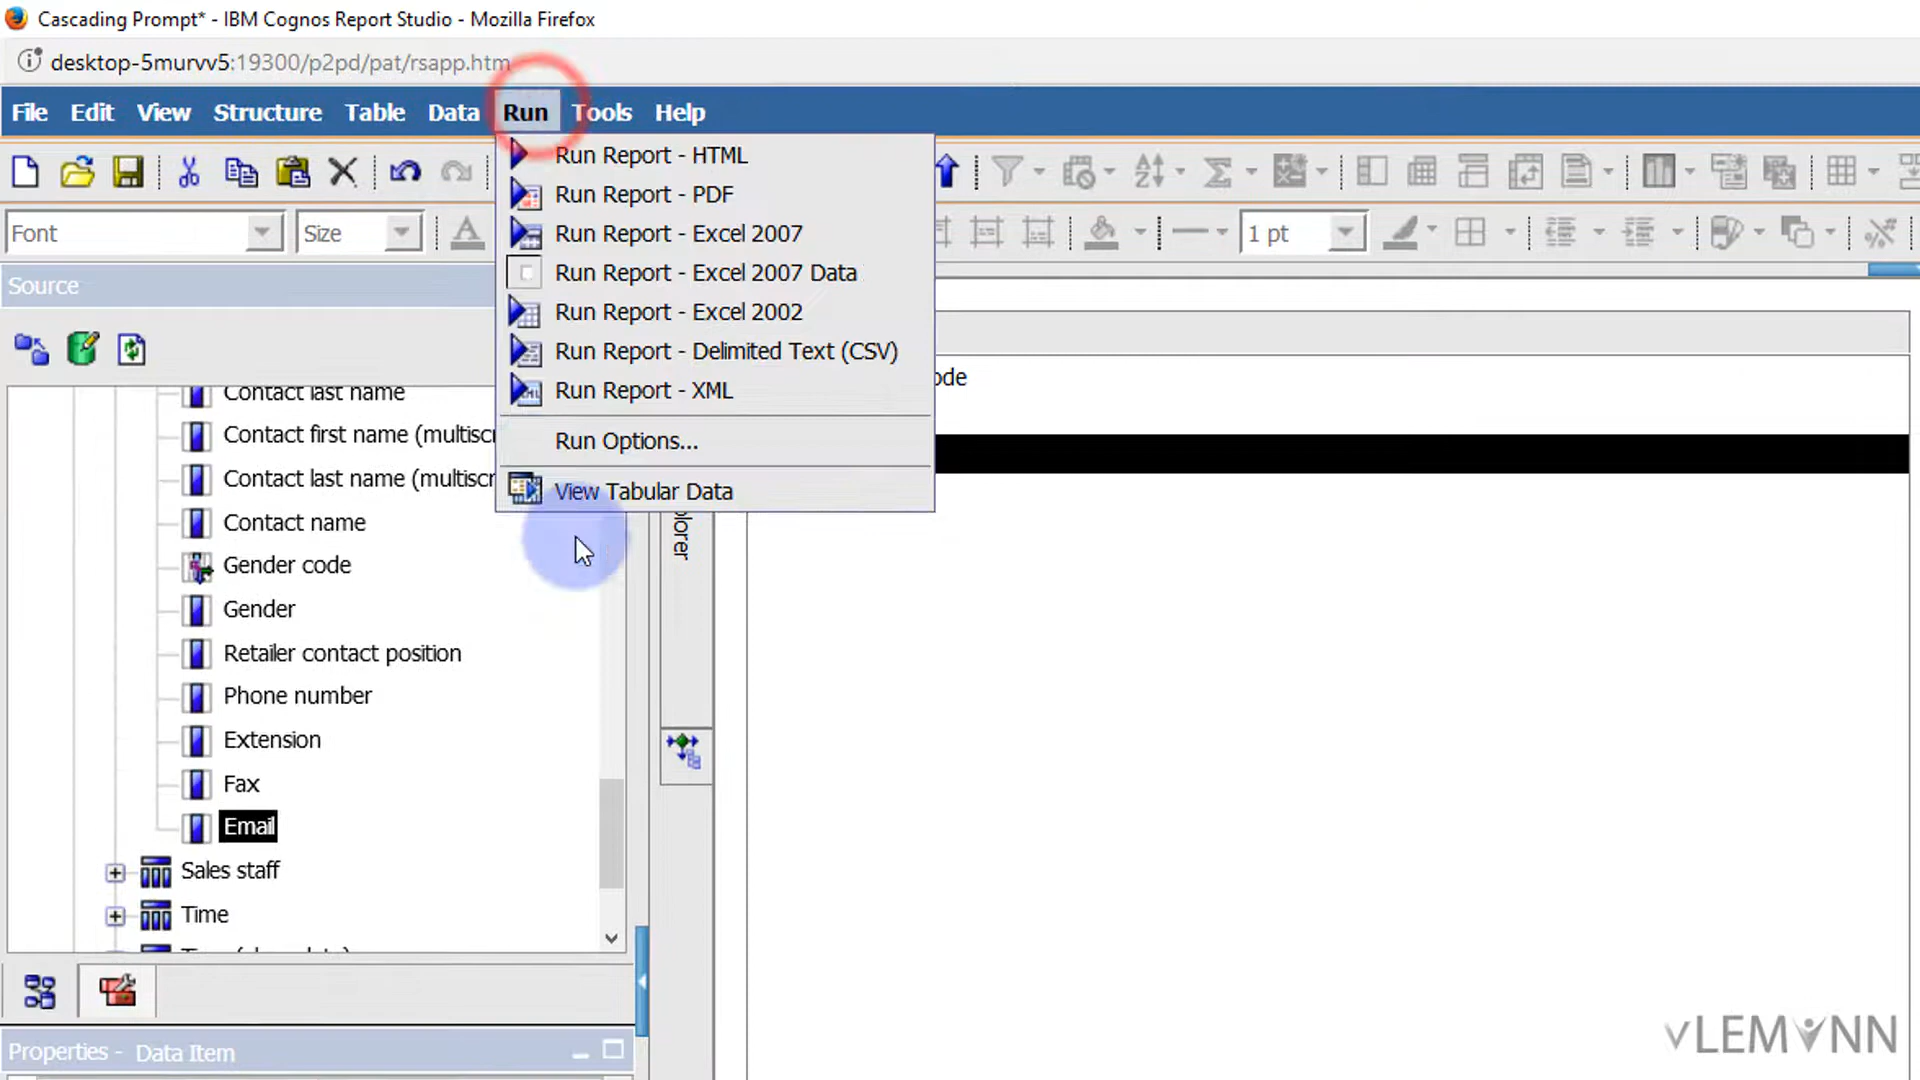 Cascading Prompt* - IBM Cognos Report Studio - Mozilla Firefox
desktop-5murvv5:19300/p2pd/pat/rsapp.htm
File Edit View Structure Table Data Run Tools Help
Run Report - HTML
Run Report - PDF
Run Report - Excel 2007
Run Report - Excel 2007 Data
Run Report - Excel 2002
Run Report - Delimited Text (CSV)
Run Report - XML
Run Options...
View Tabular Data
Font Size 1 pt
Source
ode
Contact last name
Contact first name (multiscr
Contact last name (multiscr
Contact name
Gender code
Gender
Retailer contact position
Phone number
Extension
Fax
Email
Sales staff
Time
plorer
Properties - Data Item
vLEMYNN